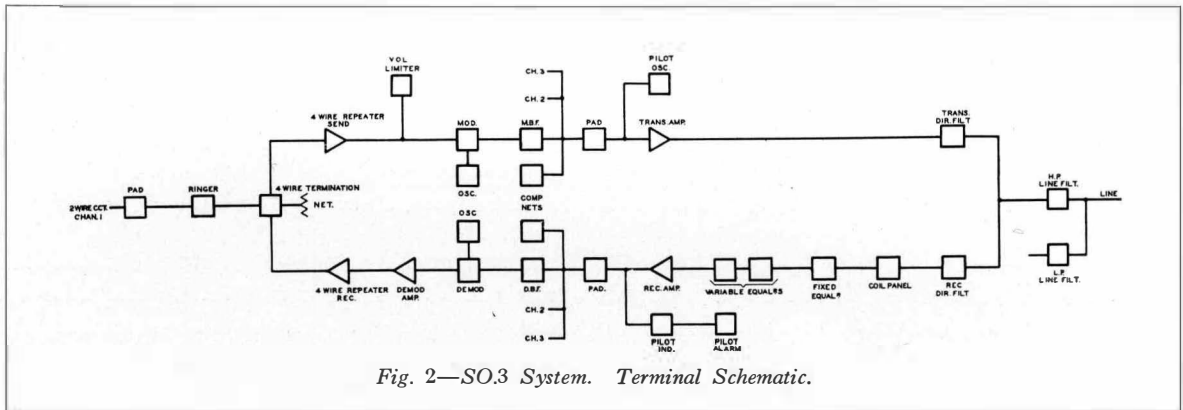 VOL
LIMITER
PILOT
OSC.
CH. 3
CH. 2
4 WIRE REPEATER
SEND
MOD.
M.B.F.
PAD
TRANS. AMP.
TRANS.
DIR. FILT
OSC.
COMP
NETS
PAD
RINGER
4 WIRE TERMINATION
NET.
2 WIRE CCT.
CHAN. 1
H.P.
LINE FILT.
LINE
OSC
4 WIRE REPEATER
REC.
DEMOD
AMP.
DEMOD
D.B.F.
PAD.
REC. AMP.
VARIABLE EQUAL RS
FIXED
EQUAL R
COIL PANEL
REC
DIR. FILT
L.P.
LINE FILT.
CH. 2
CH. 3
PILOT
IND.
PILOT
ALARM
Fig. 2—SO.3 System. Terminal Schematic.